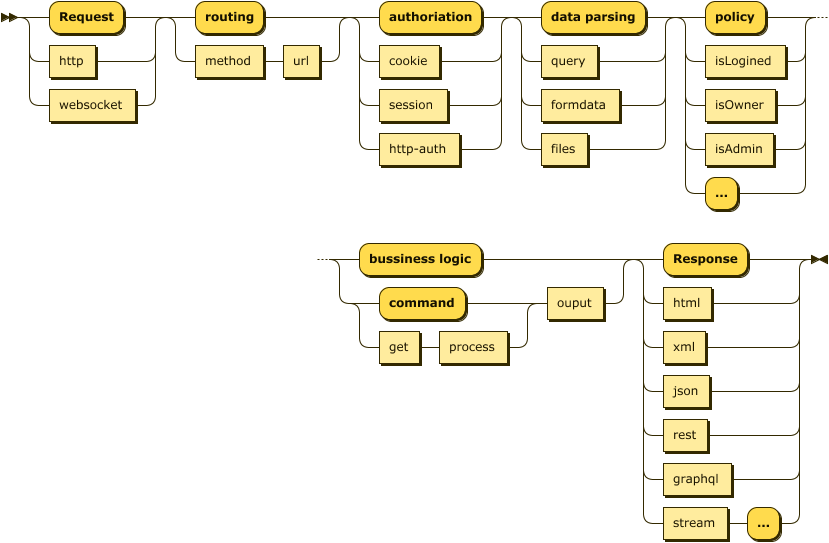 Request routing authoriation data parsing policy
http method url cookie query isLogined
websocket session formdata isOwner
http-auth files isAdmin
...
bussiness logic Response
command ouput html
get process xml
json
rest
graphql
stream ...